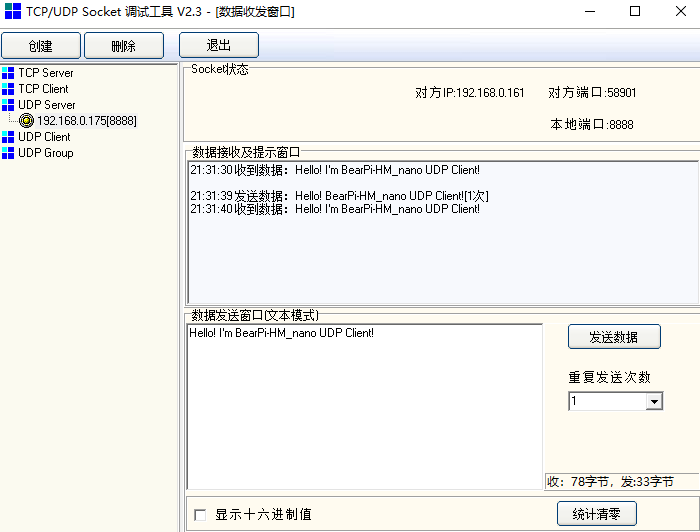 TCP/UDP Socket 调试工具 V2.3 - [数据收发窗口]
创建 删除 退出
TCP Server
TCP Client
UDP Server
192.168.0.175[8888]
UDP Client
UDP Group
Socket状态
对方IP:192.168.0.161 对方端口:58901
本地端口:8888
数据接收及提示窗口
21:31:30收到数据：Hello! I'm BearPi-HM_nano UDP Client!
21:31:39发送数据：Hello! BearPi-HM_nano UDP Client![1次]
21:31:40收到数据：Hello! I'm BearPi-HM_nano UDP Client!
数据发送窗口(文本模式)
Hello! I'm BearPi-HM_nano UDP Client!
发送数据
重复发送次数
1
收：78字节，发:33字节
显示十六进制值
统计清零